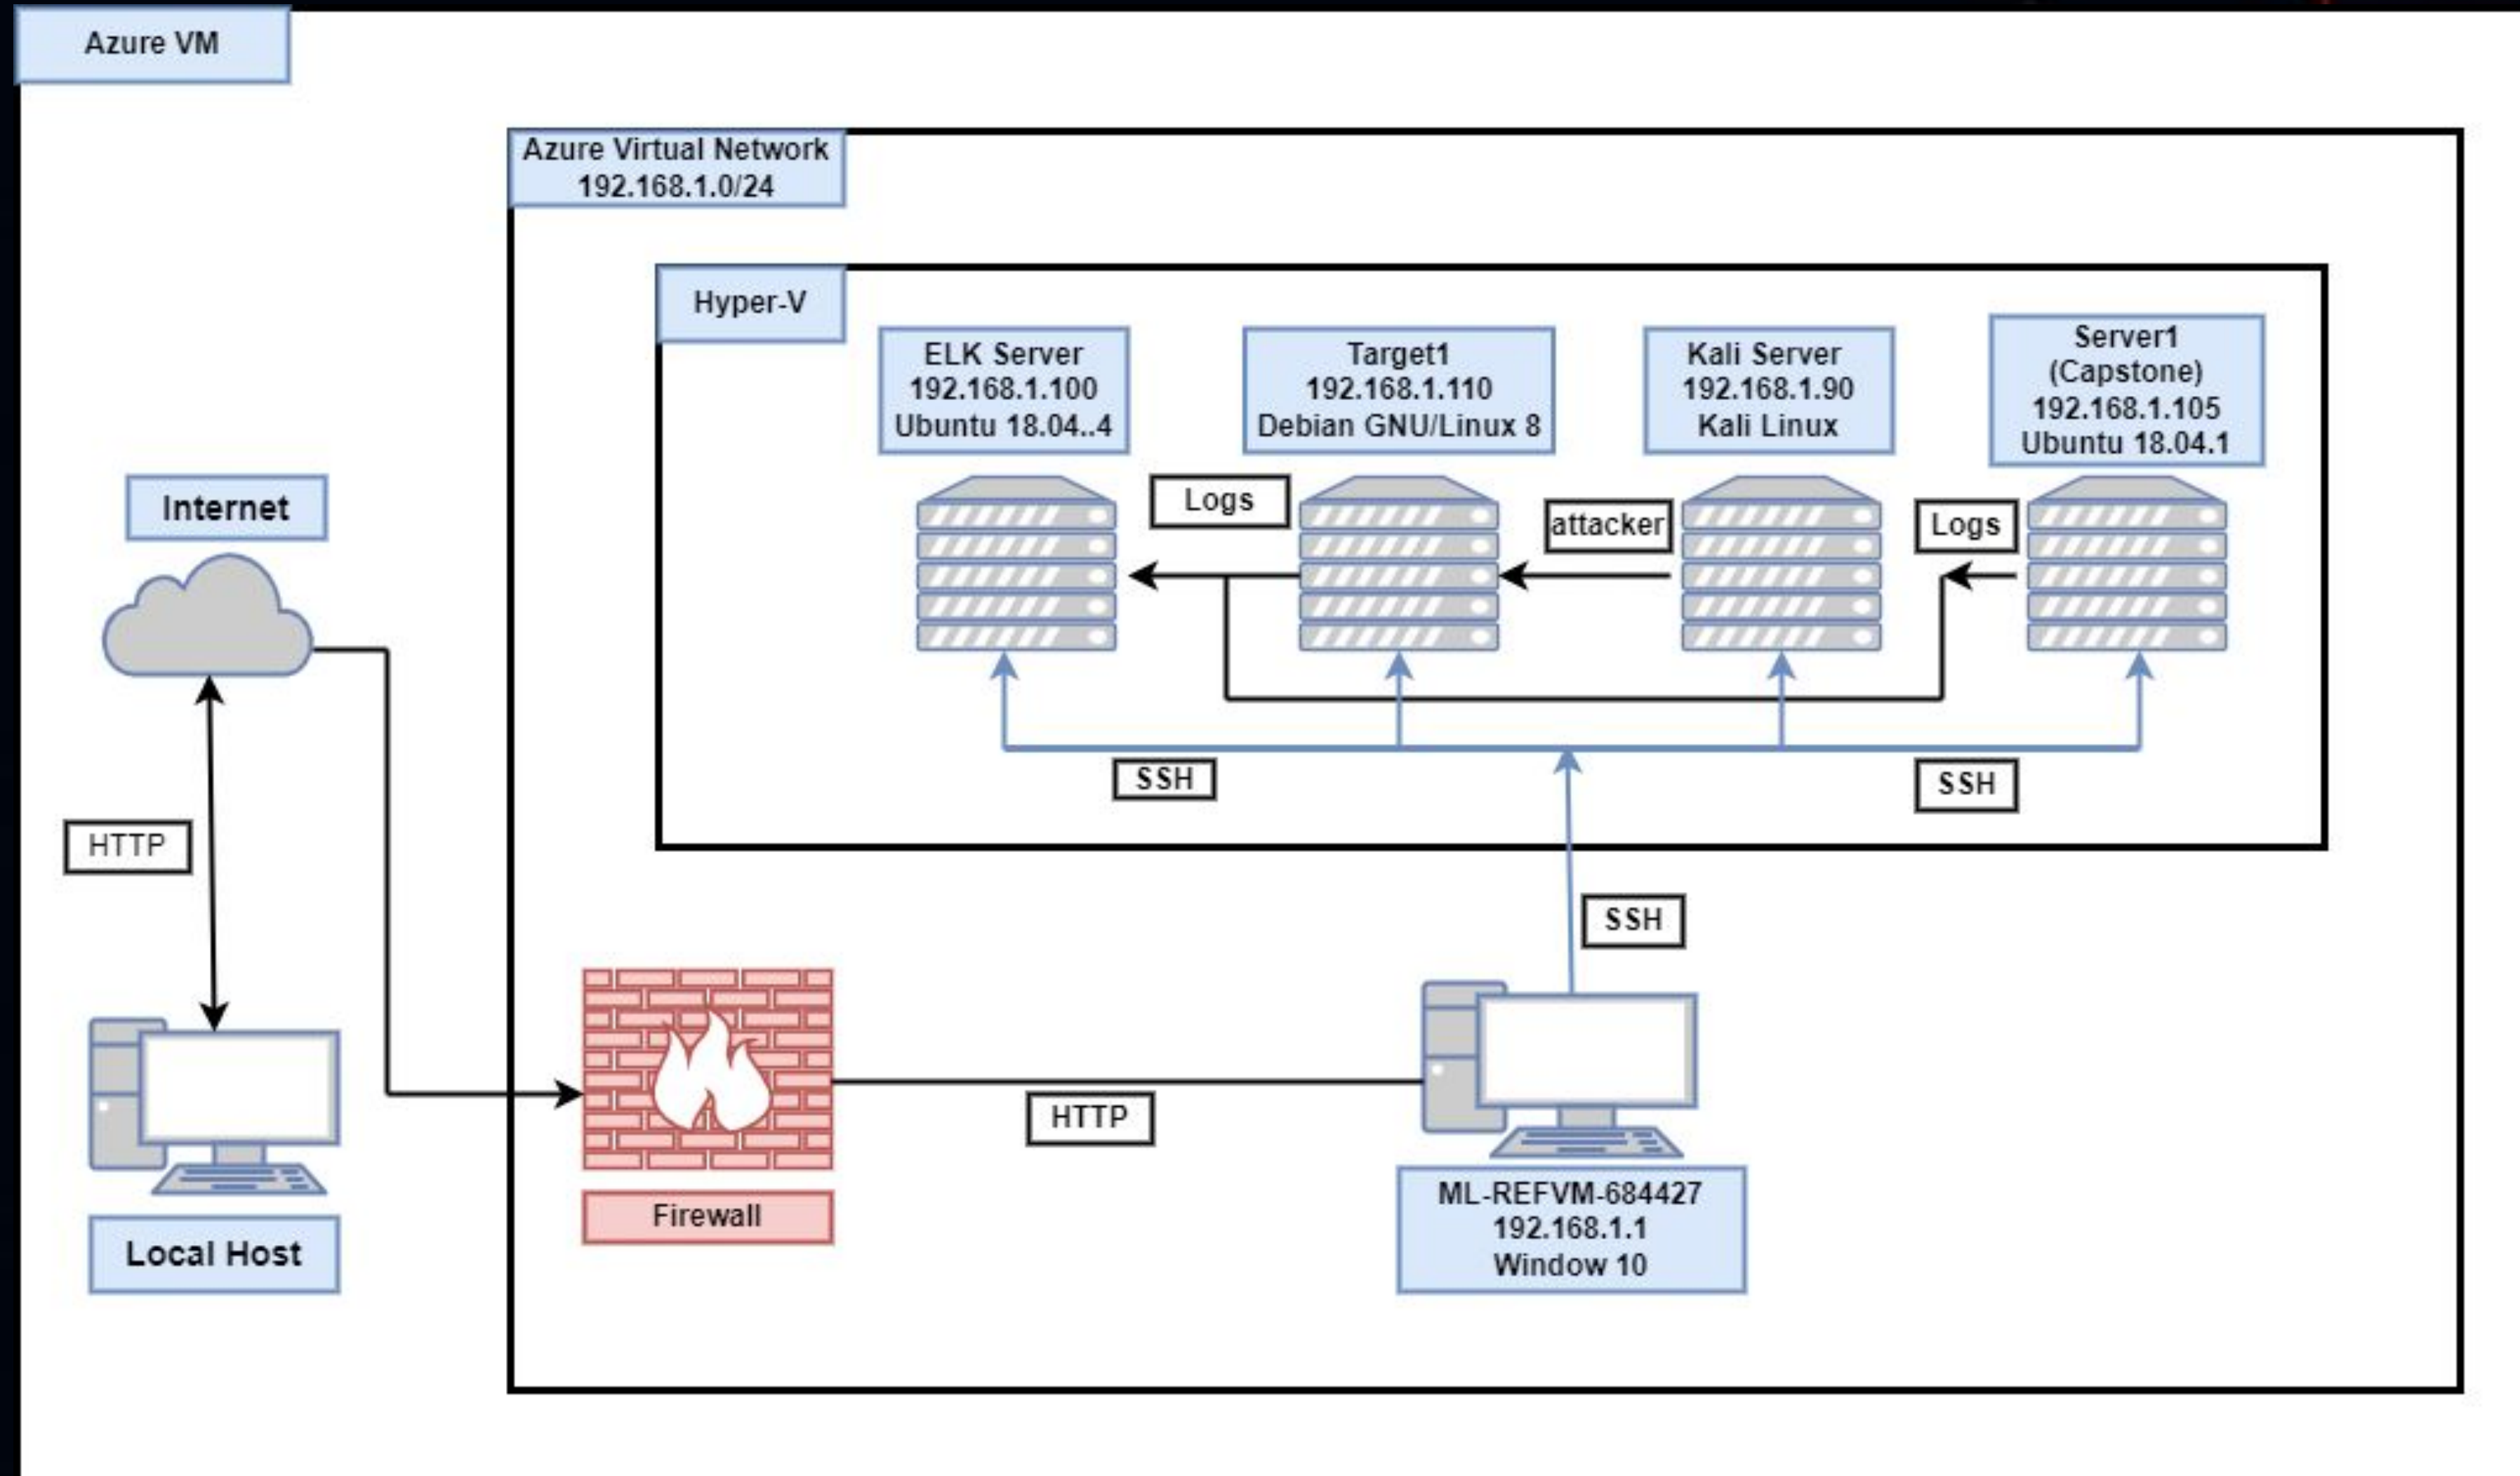 Azure VM
Azure Virtual Network
192.168.1.0/24
Hyper-V
ELK Server
192.168.1.100
Ubuntu 18.04..4
Target1
192.168.1.110
Debian GNU/Linux 8
Kali Server
192.168.1.90
Kali Linux
Server1
(Capstone)
192.168.1.105
Ubuntu 18.04.1
Internet
Logs
attacker
Logs
SSH
SSH
HTTP
SSH
HTTP
Firewall
ML-REFVM-684427
192.168.1.1
Window 10
Local Host